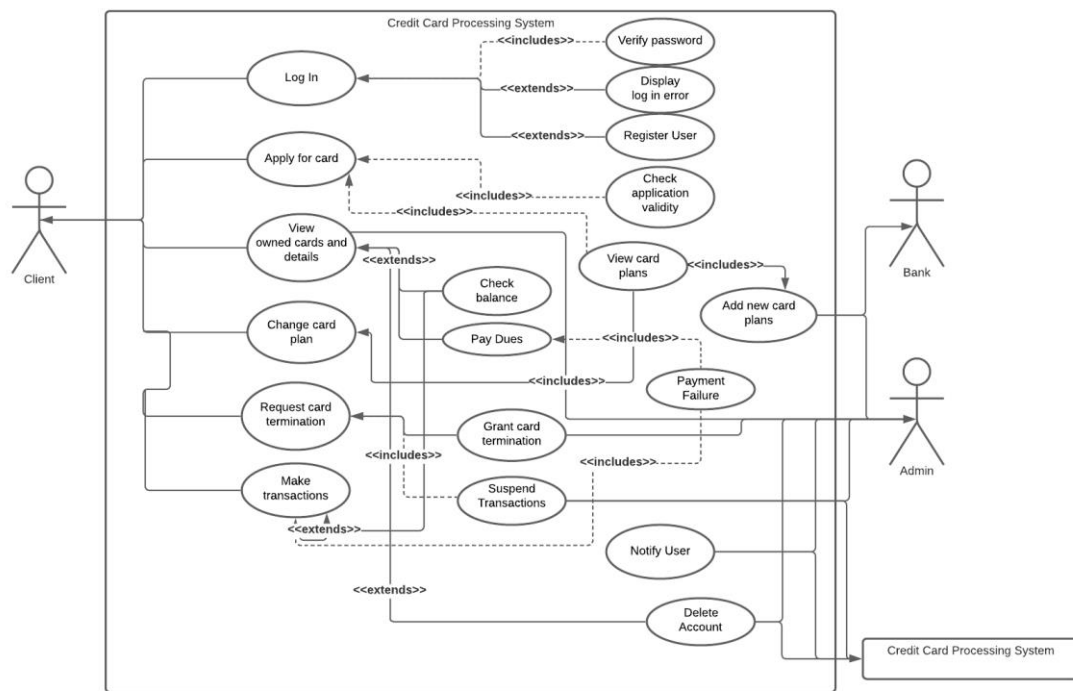 Credit Card Processing System
<<includes>>
Verify password
Log In
Display
log in error
<<extends>>
<<extends>>
Register User
Apply for card
Check
application
validity
<<includes>>
<<includes>>
View
owned cards and
details
<<extends>>
View card
plans
<<includes>>
Client
Bank
Check
balance
Add new card
plans
Change card
plan
Pay Dues
<<includes>>
<<includes>>
Payment
Failure
Request card
termination
Grant card
termination
<<includes>>
<<includes>>
Admin
Make
transactions
Suspend
Transactions
<<extends>>
Notify User
<<extends>>
Delete
Account
Credit Card Processing System